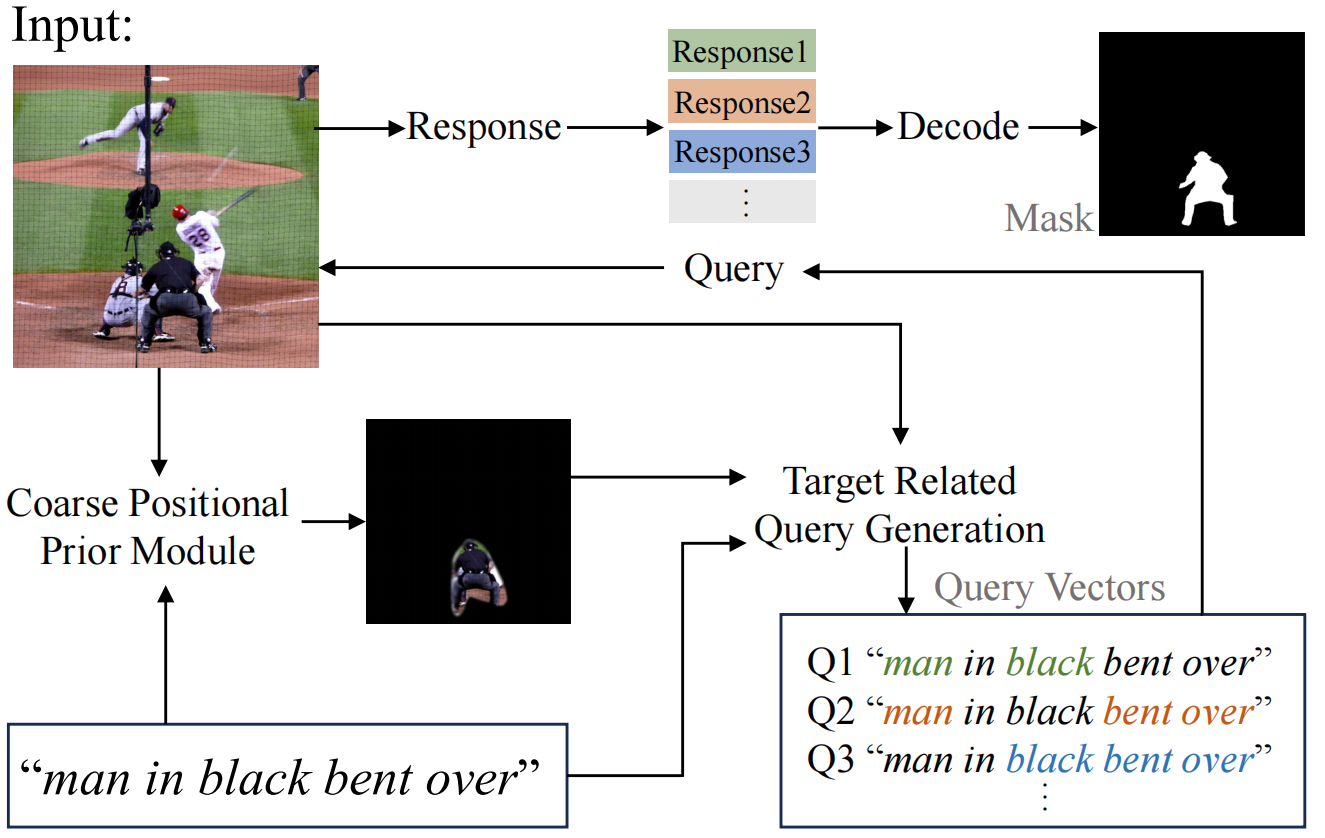 Input:
Response
Response1
Response2
Response3
⋮
Decode
Mask
Query
28
8
Coarse Positional
Prior Module
Target Related
Query Generation
Query Vectors
“man in black bent over”
Q1 “man in black bent over”
Q2 “man in black bent over”
Q3 “man in black bent over”
⋮